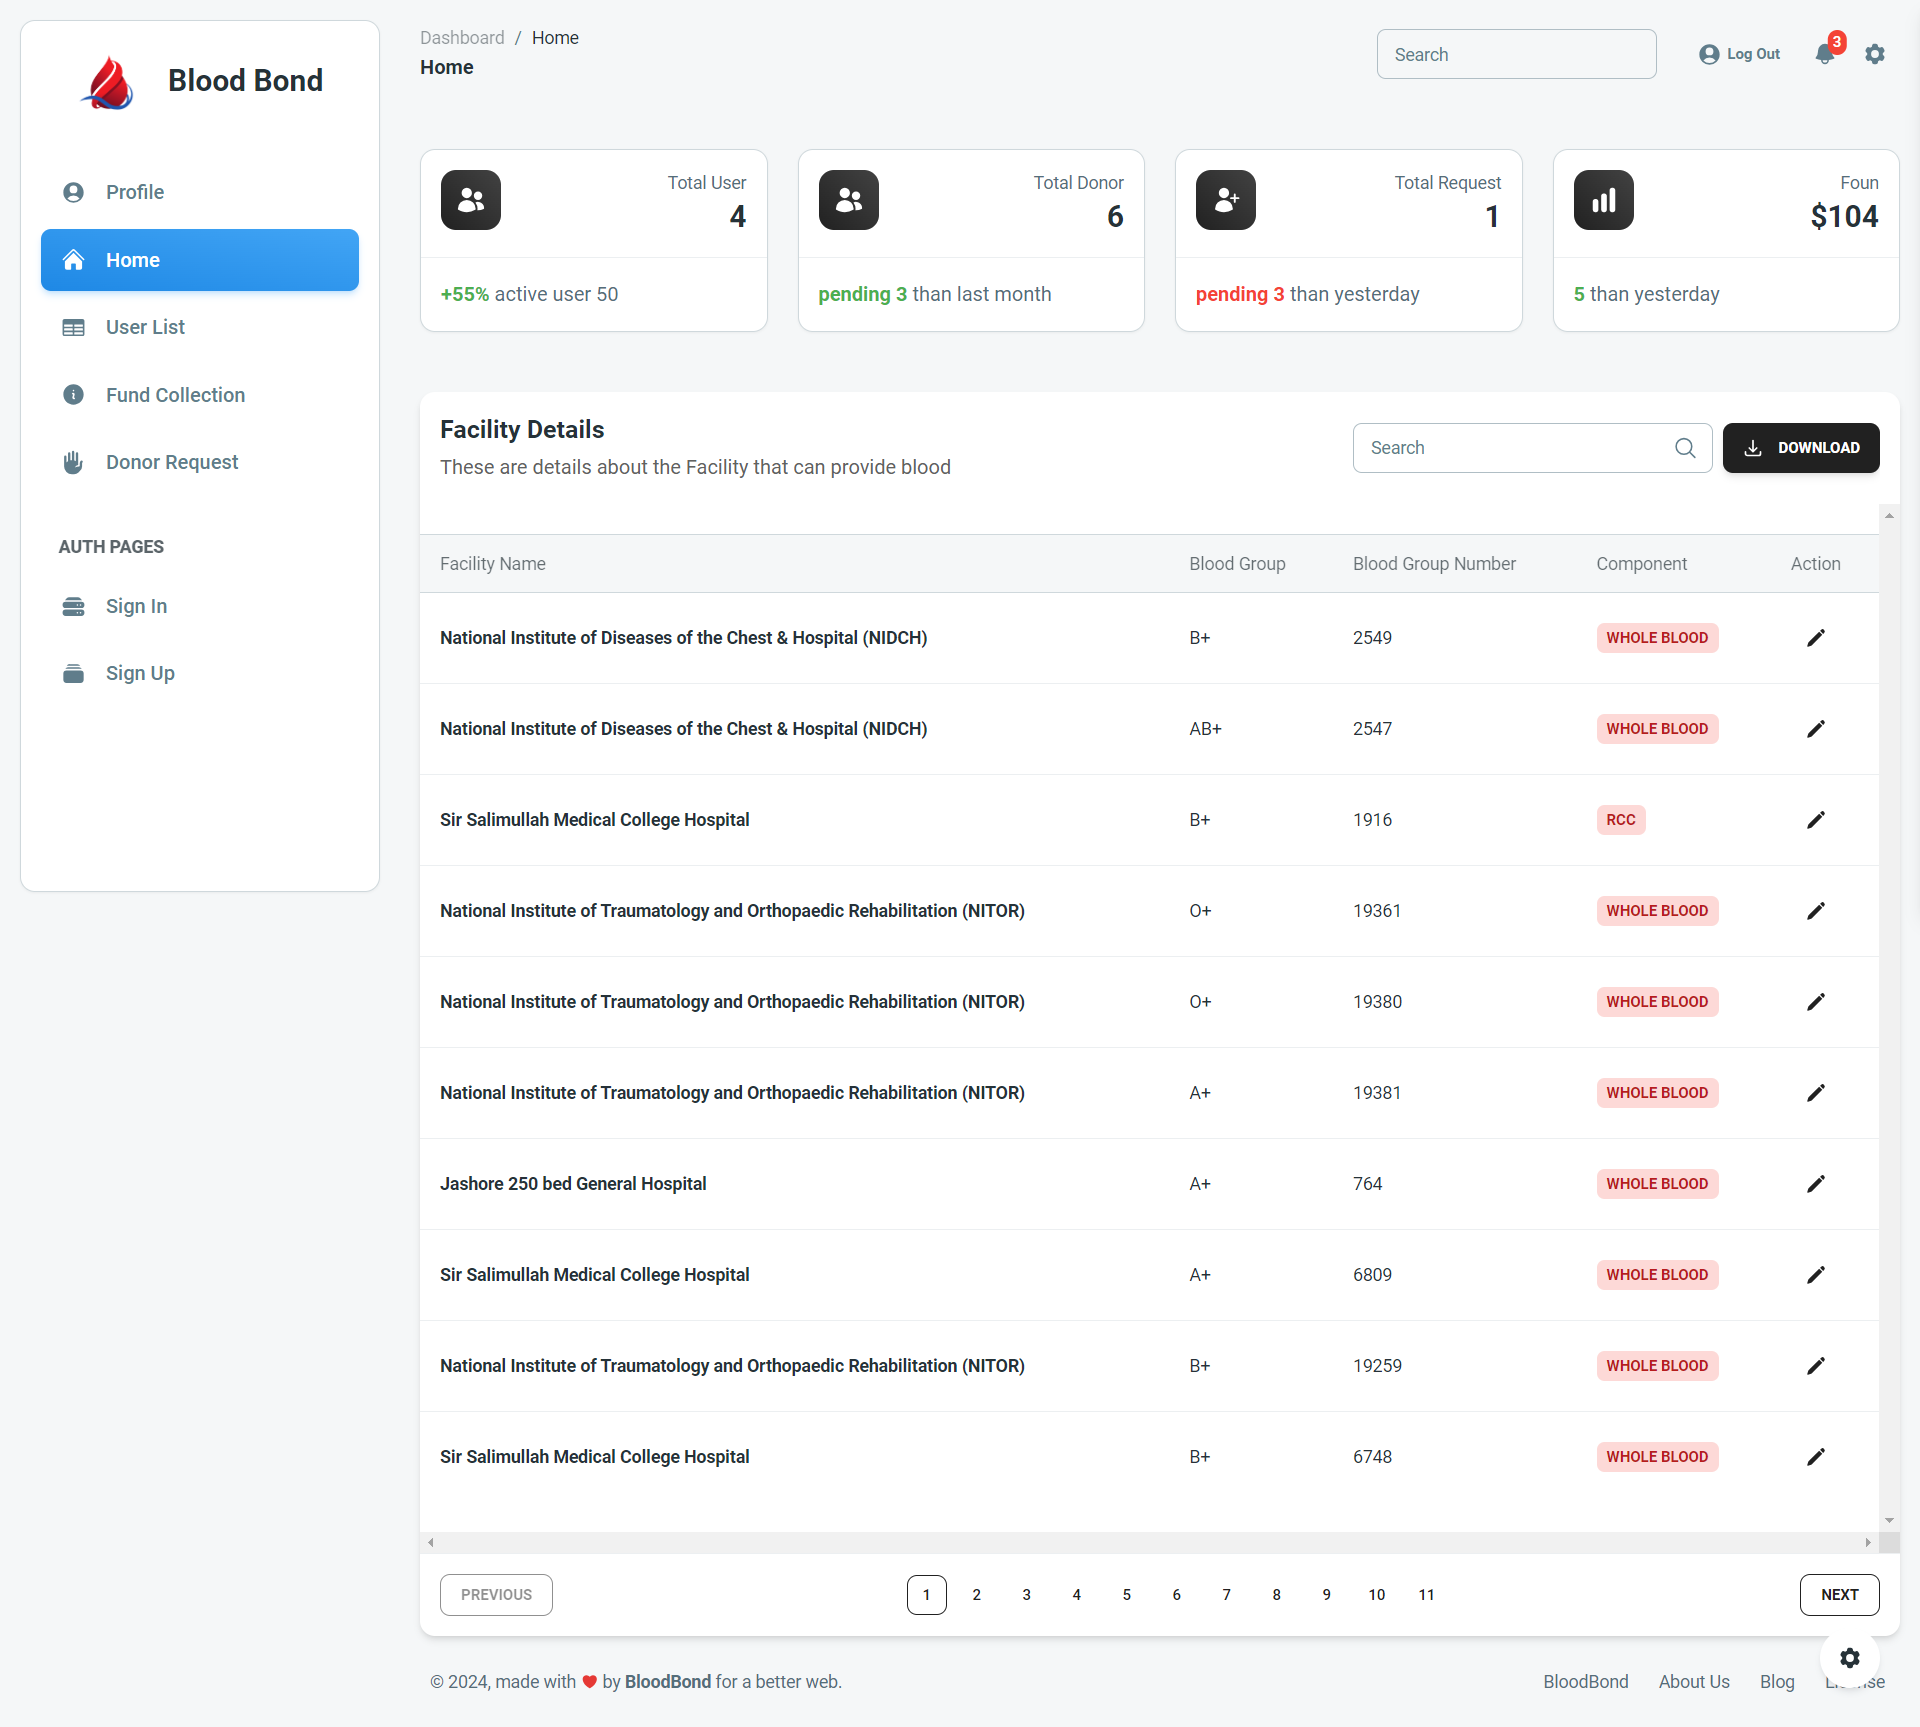 Blood Bond
Profile
Home
User List
Fund Collection
Donor Request
AUTH PAGES
Sign In
Sign Up
Dashboard / Home
Home
Search
Log Out
3
Total User
4
+55% active user 50
Total Donor
6
pending 3 than last month
Total Request
1
pending 3 than yesterday
Foun
$104
5 than yesterday
Facility Details
These are details about the Facility that can provide blood
Search
DOWNLOAD
Facility Name Blood Group Blood Group Number Component Action
National Institute of Diseases of the Chest & Hospital (NIDCH) B+ 2549 WHOLE BLOOD
National Institute of Diseases of the Chest & Hospital (NIDCH) AB+ 2547 WHOLE BLOOD
Sir Salimullah Medical College Hospital B+ 1916 RCC
National Institute of Traumatology and Orthopaedic Rehabilitation (NITOR) O+ 19361 WHOLE BLOOD
National Institute of Traumatology and Orthopaedic Rehabilitation (NITOR) O+ 19380 WHOLE BLOOD
National Institute of Traumatology and Orthopaedic Rehabilitation (NITOR) A+ 19381 WHOLE BLOOD
Jashore 250 bed General Hospital A+ 764 WHOLE BLOOD
Sir Salimullah Medical College Hospital A+ 6809 WHOLE BLOOD
National Institute of Traumatology and Orthopaedic Rehabilitation (NITOR) B+ 19259 WHOLE BLOOD
Sir Salimullah Medical College Hospital B+ 6748 WHOLE BLOOD
PREVIOUS 1 2 3 4 5 6 7 8 9 10 11 NEXT
© 2024, made with ❤ by BloodBond for a better web.
BloodBond About Us Blog